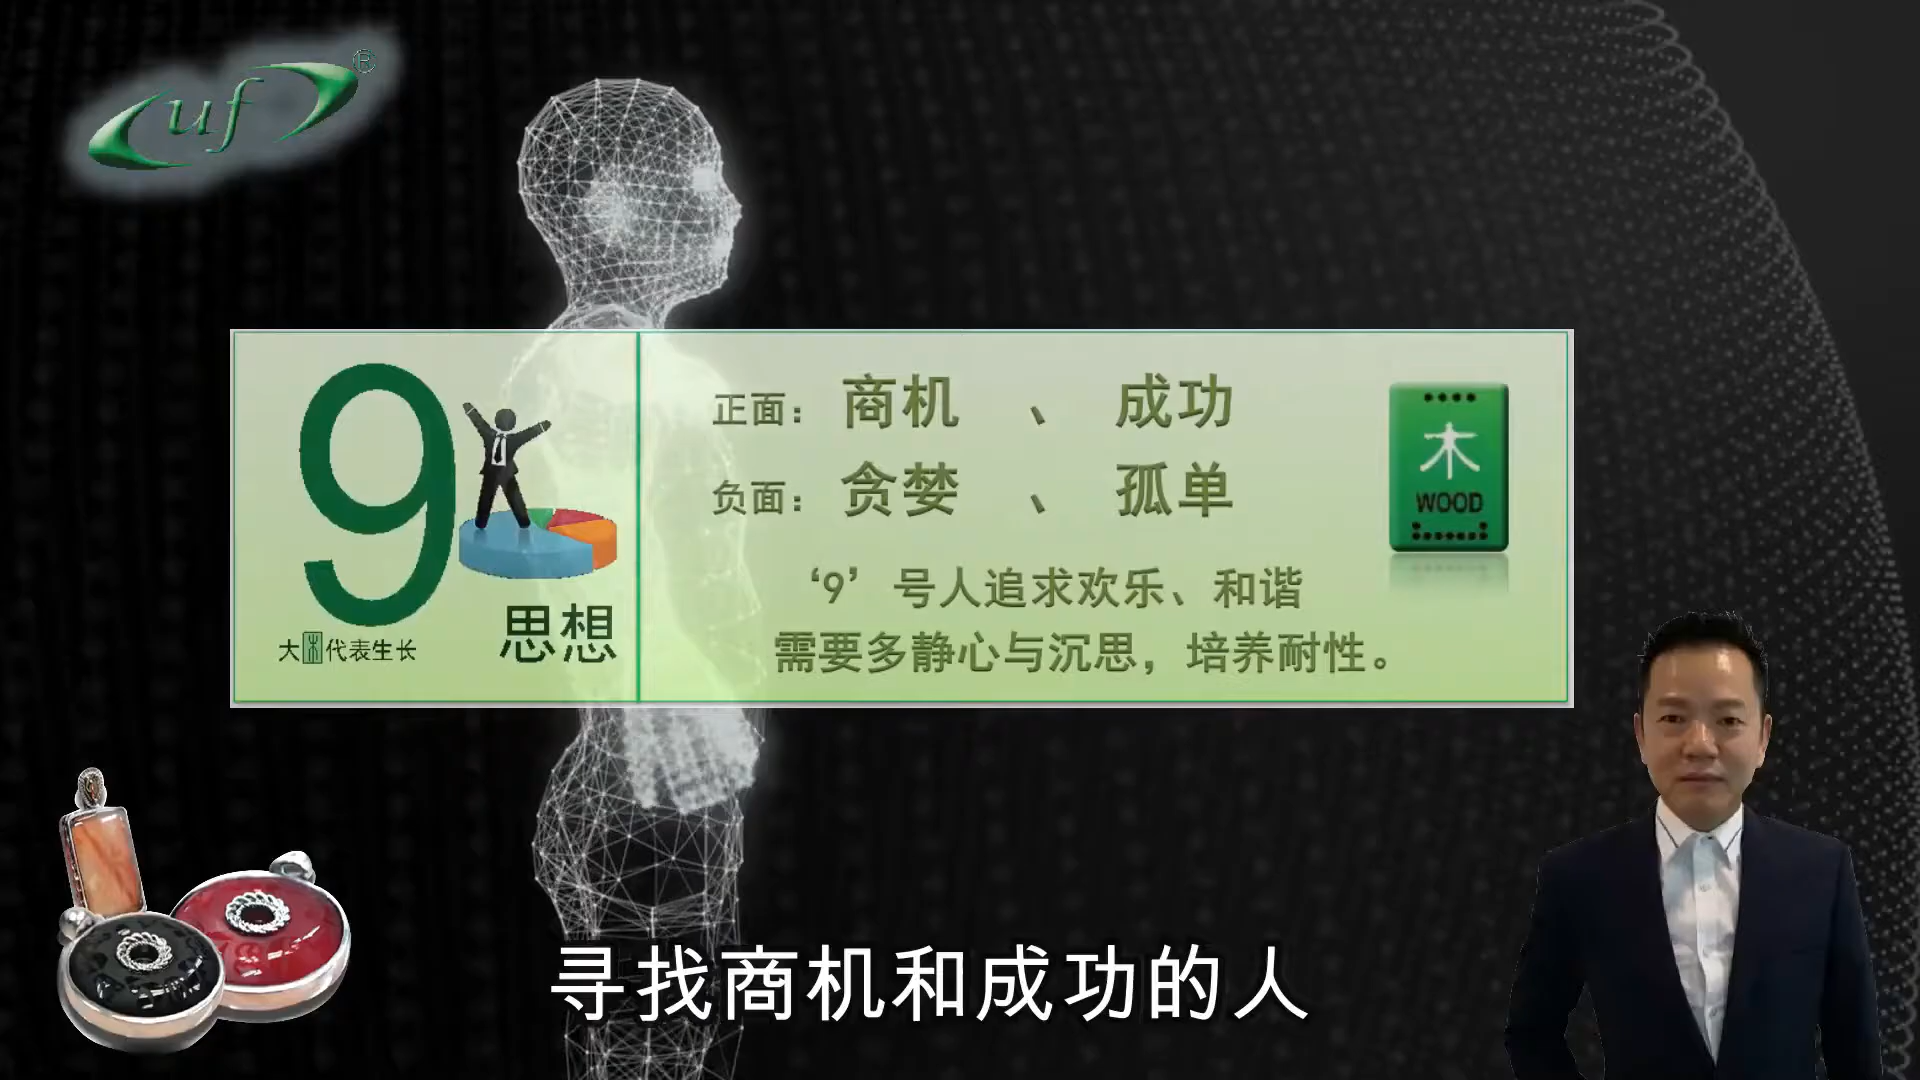 uf ®
9
大木代表生长
思想
正面： 商机 、 成功
负面： 贪婪 、 孤单
‘9’号人追求欢乐、和谐
需要多静心与沉思，培养耐性。
木
WOOD
寻找商机和成功的人